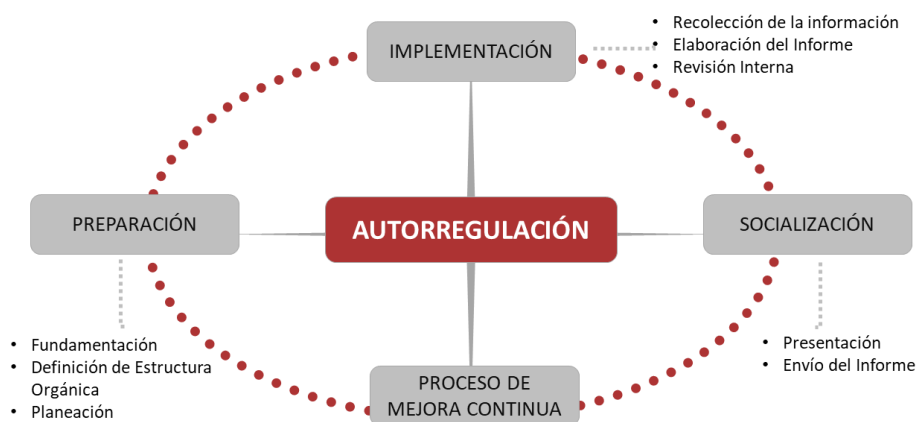 IMPLEMENTACIÓN
• Recolección de la información
• Elaboración del Informe
• Revisión Interna
PREPARACIÓN
AUTORREGULACIÓN
SOCIALIZACIÓN
• Fundamentación
• Definición de Estructura
Orgánica
• Planeación
PROCESO DE
MEJORA CONTINUA
• Presentación
• Envío del Informe